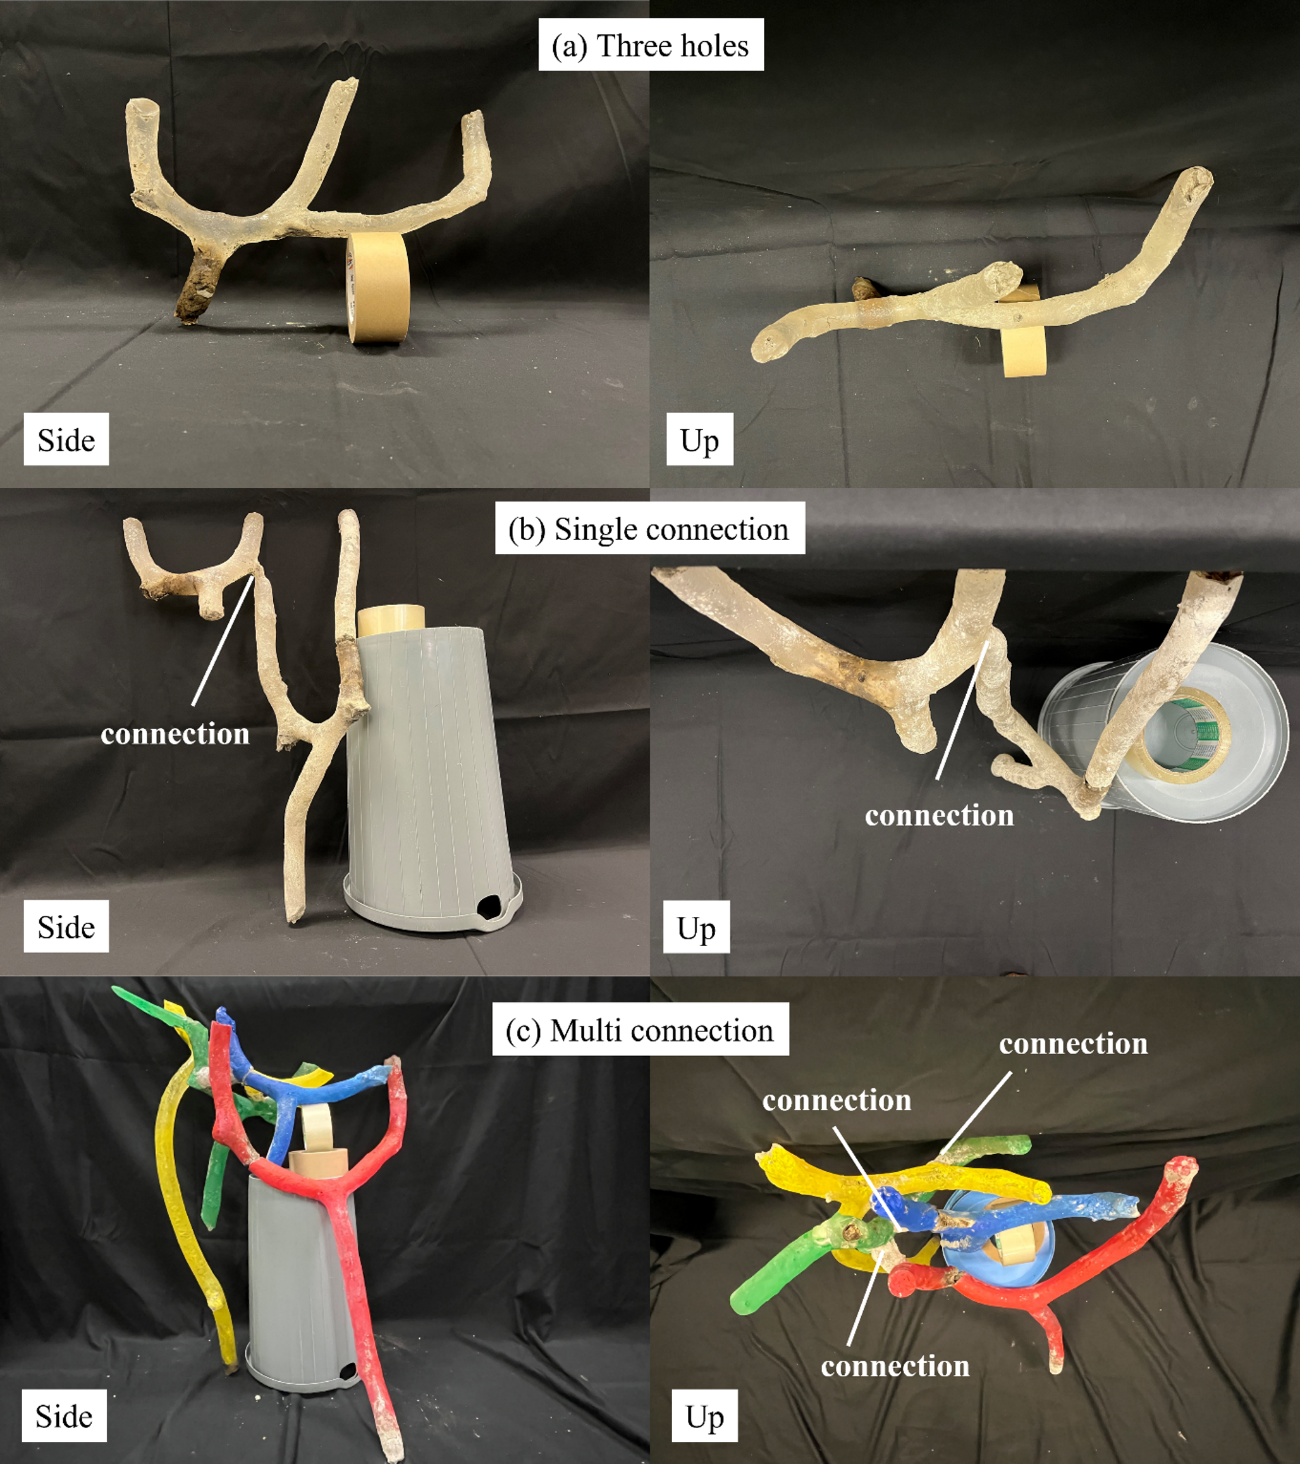 (a) Three holes
Side
Up
(b) Single connection
connection
connection
Side
Up
(c) Multi connection
connection
connection
connection
Side
Up